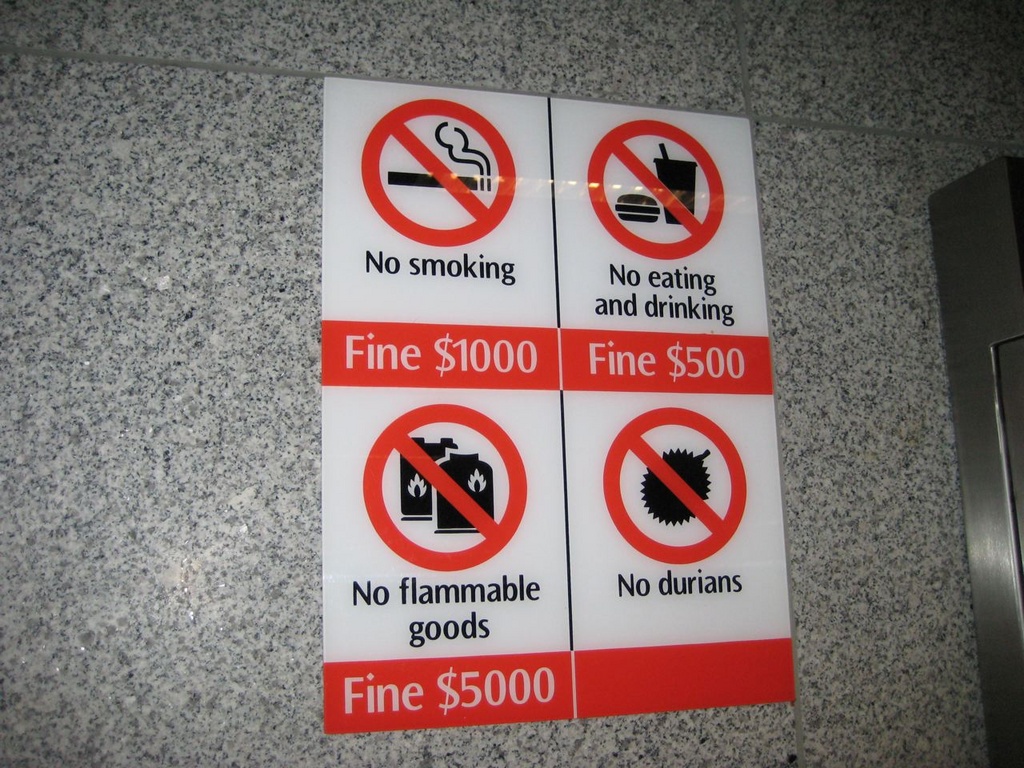 No smoking
Fine $1000
No eating
and drinking
Fine $500
No flammable
goods
Fine $5000
No durians